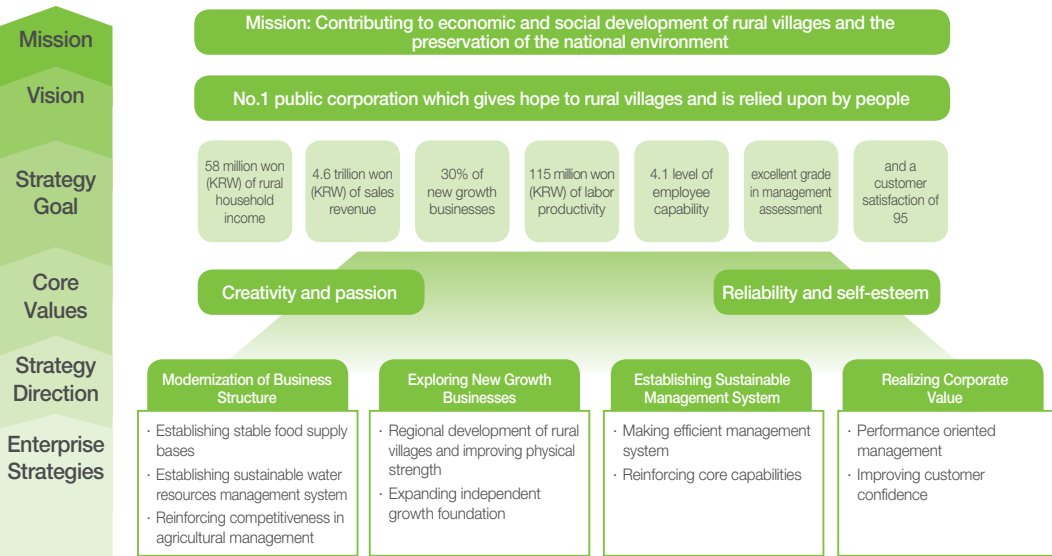 Mission
Mission: Contributing to economic and social development of rural villages and the
preservation of the national environment
Vision
No.1 public corporation which gives hope to rural villages and is relied upon by people
Strategy
Goal
58 million won
(KRW) of rural
household
income
4.6 trillion won
(KRW) of sales
revenue
30% of
new growth
businesses
115 million won
(KRW) of labor
productivity
4.1 level of
employee
capability
excellent grade
in management
assessment
and a
customer
satisfaction of
95
Core
Values
Creativity and passion
Reliability and self-esteem
Strategy
Direction
Modernization of Business
Structure
Exploring New Growth
Businesses
Establishing Sustainable
Management System
Realizing Corporate
Value
Enterprise
Strategies
· Establishing stable food supply
bases
· Establishing sustainable water
resources management system
· Reinforcing competitiveness in
agricultural management
· Regional development of rural
villages and improving physical
strength
· Expanding independent
growth foundation
· Making efficient management
system
· Reinforcing core capabilities
· Performance oriented
management
· Improving customer
confidence